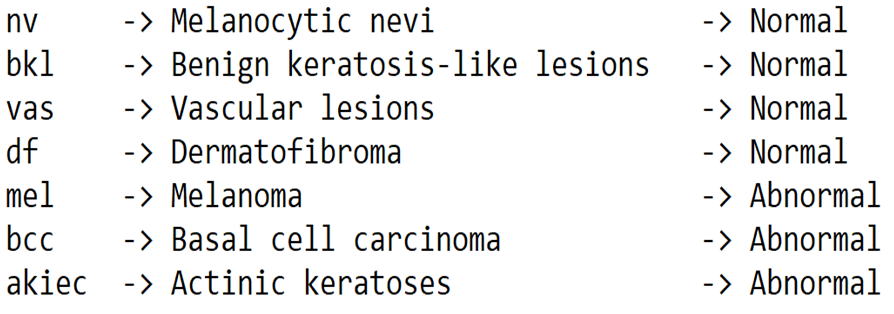 nv -> Melanocytic nevi -> Normal
bkl -> Benign keratosis-like lesions -> Normal
vas -> Vascular lesions -> Normal
df -> Dermatofibroma -> Normal
mel -> Melanoma -> Abnormal
bcc -> Basal cell carcinoma -> Abnormal
akiec -> Actinic keratoses -> Abnormal